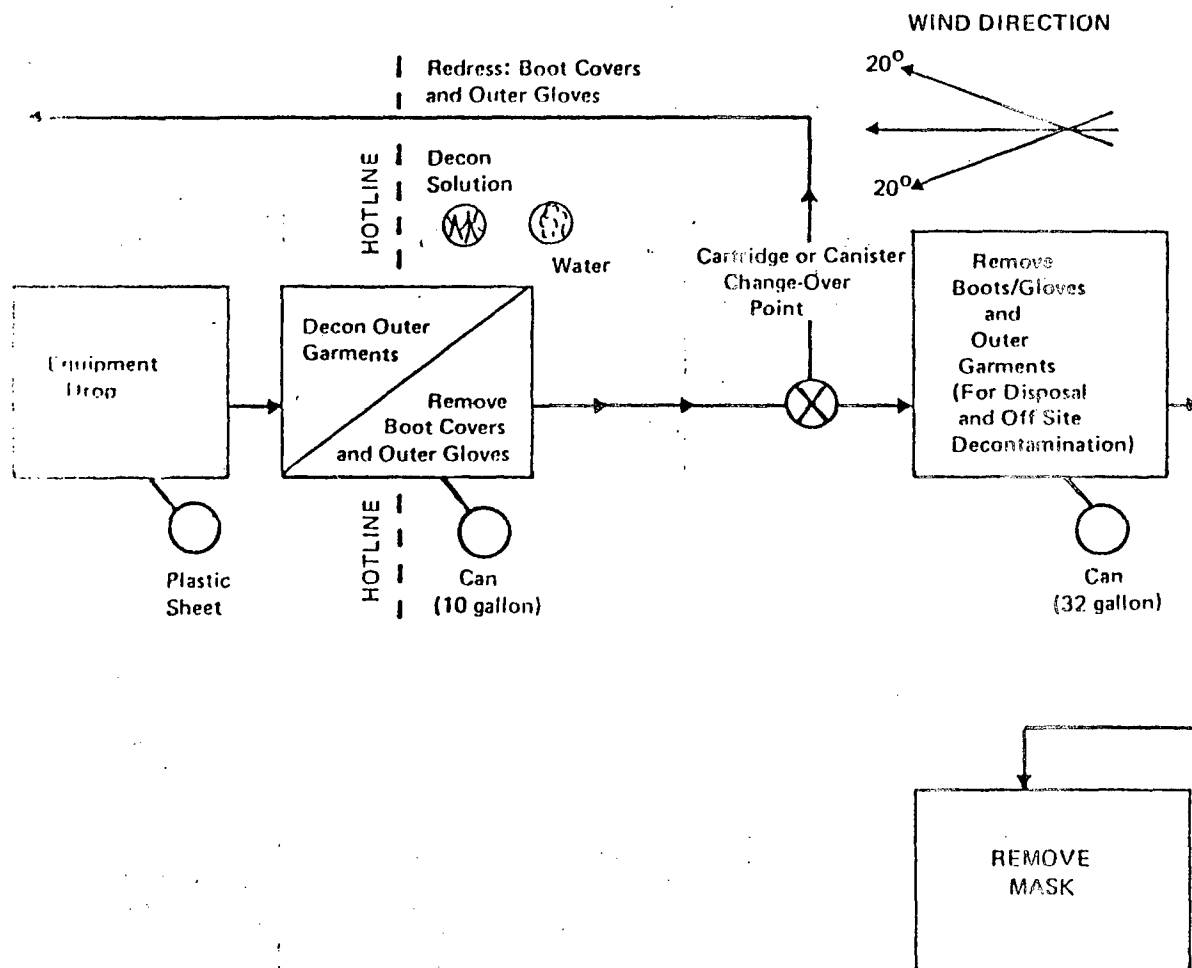 WIND DIRECTION
20°
20°
Redress: Boot Covers
and Outer Gloves
HOTLINE
Decon
Solution
Water
Cartridge or Canister
Change-Over
Point
Remove
Boots/Gloves
and
Outer
Garments
(For Disposal
and Off Site
Decontamination)
Equipment
Drop
Decon Outer
Garments
Remove
Boot Covers
and Outer Gloves
Plastic
Sheet
HOTLINE
Can
(10 gallon)
Can
(32 gallon)
REMOVE
MASK